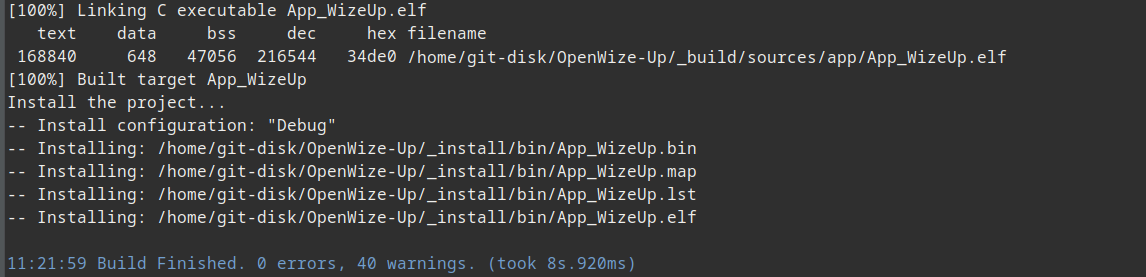 [100%] Linking C executable App_WizeUp.elf
   text    data     bss     dec     hex filename
 168840     648   47056  216544   34de0 /home/git-disk/OpenWize-Up/_build/sources/app/App_WizeUp.elf
[100%] Built target App_WizeUp
Install the project...
-- Install configuration: "Debug"
-- Installing: /home/git-disk/OpenWize-Up/_install/bin/App_WizeUp.bin
-- Installing: /home/git-disk/OpenWize-Up/_install/bin/App_WizeUp.map
-- Installing: /home/git-disk/OpenWize-Up/_install/bin/App_WizeUp.lst
-- Installing: /home/git-disk/OpenWize-Up/_install/bin/App_WizeUp.elf
11:21:59 Build Finished. 0 errors, 40 warnings. (took 8s.920ms)